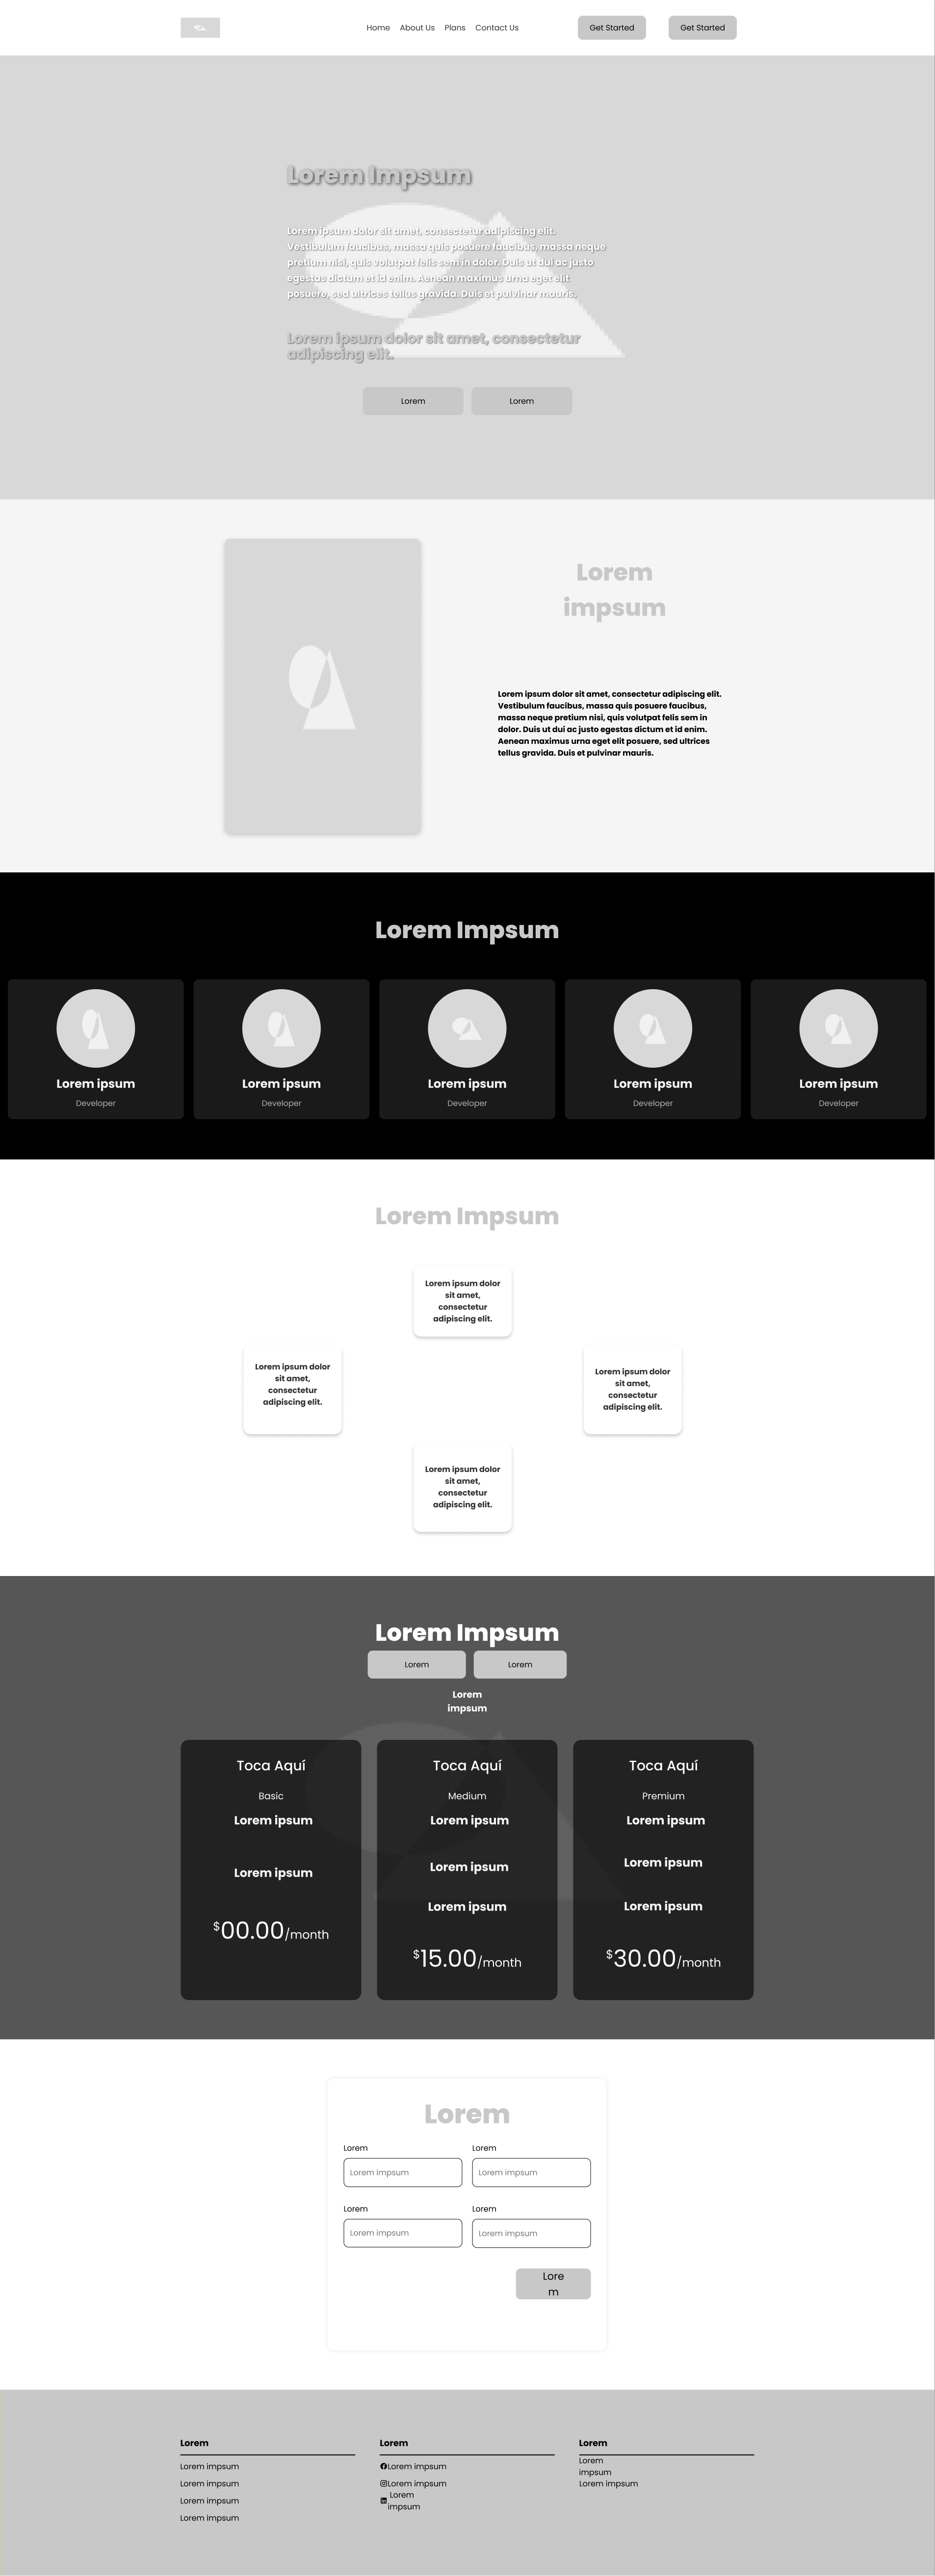 Home About Us Plans Contact Us Get Started Get Started
Lorem Impsum
Lorem ipsum dolor sit amet, consectetur adipiscing elit.
Vestibulum faucibus, massa quis posuere faucibus, massa neque
pretium nisi, quis volutpat felis sem in dolor. Duis ut dui ac justo
egestas dictum et id enim. Aenean maximus urna eget elit
posuere, sed ultrices tellus gravida. Duis et pulvinar mauris.
Lorem ipsum dolor sit amet, consectetur
adipiscing elit.
Lorem Lorem
Lorem
impsum
Lorem ipsum dolor sit amet, consectetur adipiscing elit.
Vestibulum faucibus, massa quis posuere faucibus,
massa neque pretium nisi, quis volutpat felis sem in
dolor. Duis ut dui ac justo egestas dictum et id enim.
Aenean maximus urna eget elit posuere, sed ultrices
tellus gravida. Duis et pulvinar mauris.
Lorem Impsum
Lorem ipsum Lorem ipsum Lorem ipsum Lorem ipsum Lorem ipsum
Developer Developer Developer Developer Developer
Lorem Impsum
Lorem ipsum dolor
sit amet,
consectetur
adipiscing elit.
Lorem ipsum dolor
sit amet,
consectetur
adipiscing elit.
Lorem ipsum dolor
sit amet,
consectetur
adipiscing elit.
Lorem ipsum dolor
sit amet,
consectetur
adipiscing elit.
Lorem Impsum
Lorem Lorem
Lorem
impsum
Toca Aquí
Basic
Lorem ipsum
Lorem ipsum
$00.00/month
Toca Aquí
Medium
Lorem ipsum
Lorem ipsum
Lorem ipsum
$15.00/month
Toca Aquí
Premium
Lorem ipsum
Lorem ipsum
Lorem ipsum
$30.00/month
Lorem
Lorem Lorem
Lorem impsum Lorem impsum
Lorem Lorem
Lorem impsum Lorem impsum
Lore
m
Lorem
Lorem impsum
Lorem impsum
Lorem impsum
Lorem impsum
Lorem
Lorem impsum
Lorem impsum
Lorem
impsum
Lorem
Lorem
impsum
Lorem impsum